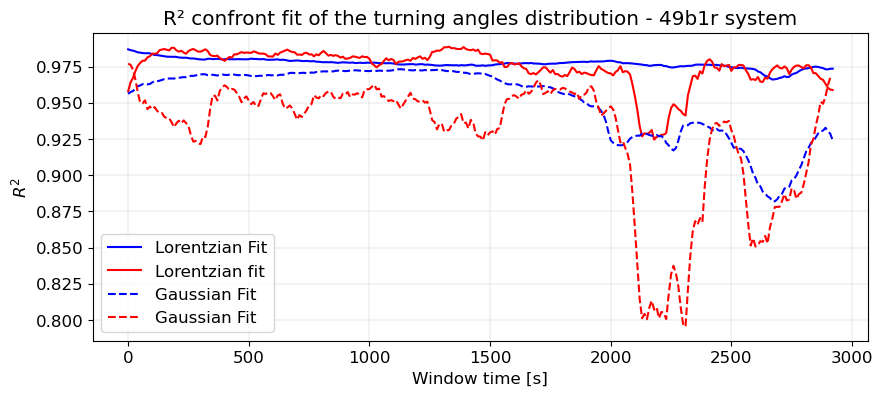 R² confront fit of the turning angles distribution - 49b1r system
0.975
0.950
0.925
0.900
0.875
0.850
0.825
0.800
R²
Lorentzian Fit
Lorentzian fit
Gaussian Fit
Gaussian Fit
0 500 1000 1500 2000 2500 3000
Window time [s]